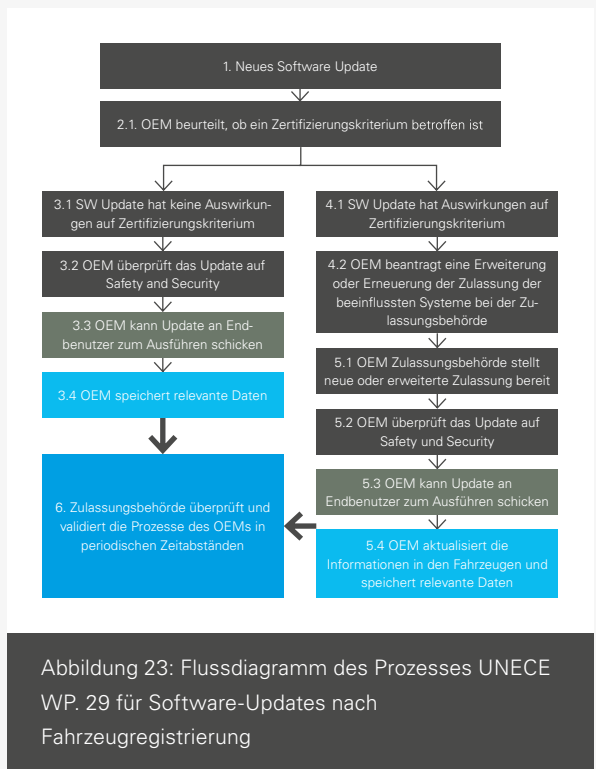 1. Neues Software Update
2.1. OEM beurteilt, ob ein Zertifizierungskriterium betroffen ist
3.1 SW Update hat keine Auswirkun-
gen auf Zertifizierungskriterium
3.2 OEM überprüft das Update auf
Safety and Security
3.3 OEM kann Update an End-
benutzer zum Ausführen schicken
3.4 OEM speichert relevante Daten
4.1 SW Update hat Auswirkungen auf
Zertifizierungskriterium
4.2 OEM beantragt eine Erweiterung
oder Erneuerung der Zulassung der
beeinflussten Systeme bei der Zu-
lassungsbehörde
5.1 OEM Zulassungsbehörde stellt
neue oder erweiterte Zulassung bereit
5.2 OEM überprüft das Update auf
Safety und Security
5.3 OEM kann Update an
Endbenutzer zum Ausführen schicken
5.4 OEM aktualisiert die
Informationen in den Fahrzeugen und
speichert relevante Daten
6. Zulassungsbehörde überprüft und
validiert die Prozesse des OEMs in
periodischen Zeitabständen
Abbildung 23: Flussdiagramm des Prozesses UNECE
WP. 29 für Software-Updates nach
Fahrzeugregistrierung